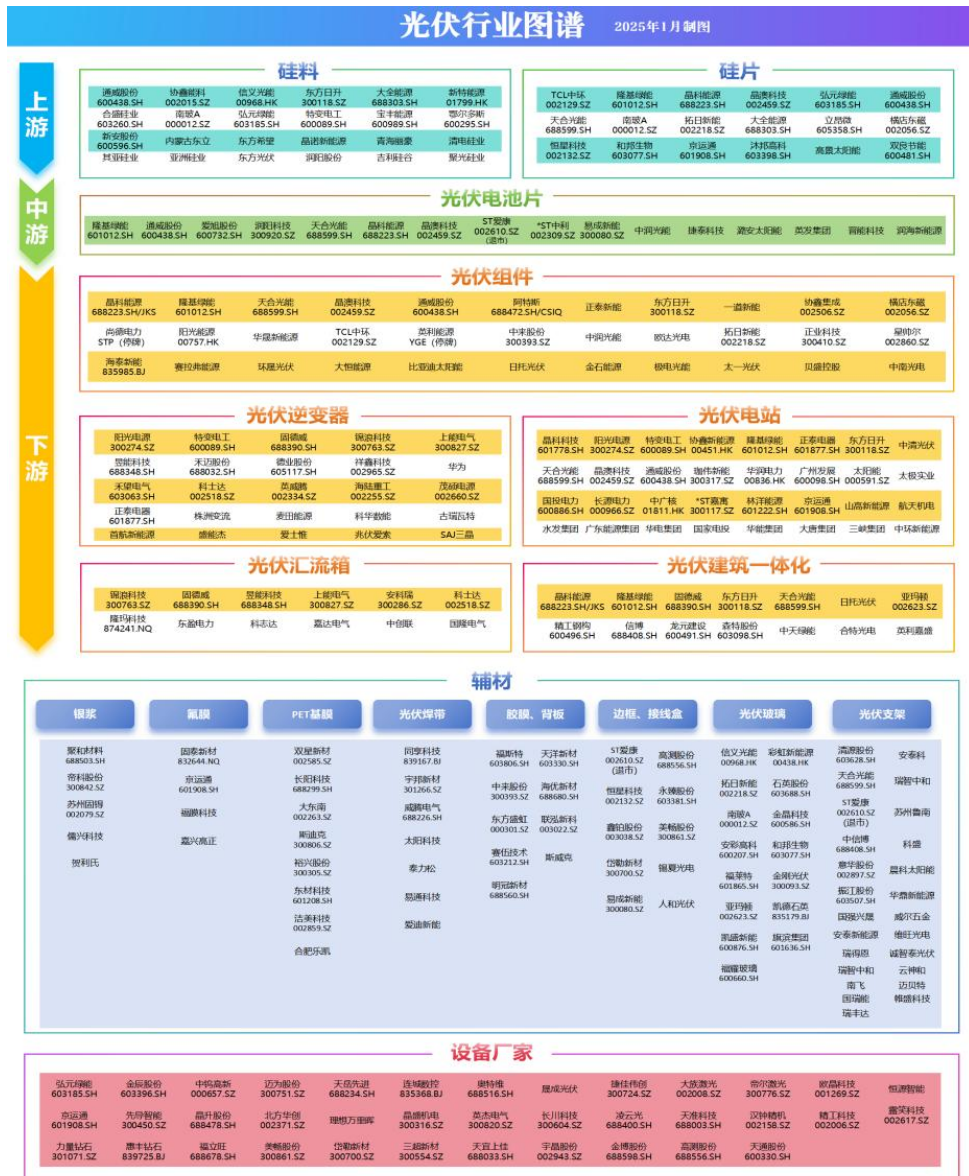 光伏行业图谱 2025年1月制图
上游
硅料
通威股份 协鑫能科 信义光能 东方日升 大全能源 新特能源
600438.SH 002015.SZ 00968.HK 300118.SZ 688303.SH 01799.HK
合盛硅业 南玻A 弘元绿能 特变电工 宝丰能源 鄂尔多斯
603260.SH 000012.SZ 603185.SH 600089.SH 600989.SH 600295.SH
新安股份 内蒙古东立 东方希望 晶诺新能源 青海丽豪 清电硅业
600596.SH
其亚硅业 亚洲硅业 东方光伏 润阳股份 吉利硅谷 聚光硅业
硅片
TCL中环 隆基绿能 晶科能源 晶澳科技 弘元绿能 通威股份
002129.SZ 601012.SH 688223.SH 002459.SZ 603185.SH 600438.SH
天合光能 南玻A 拓日新能 大全能源 立昂微 横店东磁
688599.SH 000012.SZ 002218.SZ 688303.SH 605358.SH 002056.SZ
恒星科技 和邦生物 京运通 沐邦高科 高景太阳能 双良节能
002132.SZ 603077.SH 601908.SH 603398.SH 600481.SH
中游
光伏电池片
隆基绿能 通威股份 爱旭股份 润阳科技 天合光能 晶科能源 晶澳科技 ST爱康 *ST中利 易成新能 中润光能 捷泰科技 潞安太阳能 英发集团 润海新能源
601012.SH 600438.SH 600732.SH 300920.SZ 688599.SH 688223.SH 002459.SZ 002610.SZ 002309.SZ 300080.SZ
(退市)
下游
光伏组件
晶科能源 隆基绿能 天合光能 晶澳科技 通威股份 阿特斯 正泰新能 东方日升 一道新能 协鑫集成 横店东磁
688223.SH/JKS 601012.SH 688599.SH 002459.SZ 600438.SH 688472.SH/CSIQ 300118.SZ 002506.SZ 002056.SZ
尚德电力 阳光能源 华晟新能源 TCL中环 英利能源 中来股份 中润光能 欧达光电 拓日新能 正业科技 星帅尔
STP（停牌） 00757.HK 002129.SZ YGE（停牌） 300393.SZ 002218.SZ 300410.SZ 002860.SZ
海泰新能 赛拉弗能源 环晟光伏 大恒能源 比亚迪太阳能 日托光伏 金石能源 极电光能 太一光伏 贝盛控股 中南光电
835985.BJ
光伏逆变器
阳光电源 特变电工 固德威 锦浪科技 上能电气
300274.SZ 600089.SH 688390.SH 300763.SZ 300827.SZ
昱能科技 禾迈股份 德业股份 祥鑫科技 华为
688348.SH 688032.SH 605117.SH 002965.SZ
禾望电气 科士达 英威腾 海陆重工 茂硕电源
603063.SH 002518.SZ 002334.SZ 002255.SZ 002660.SZ
正泰电器 株洲变流 麦田能源 科华数能 古瑞瓦特
601877.SH
首航新能源 盛能杰 爱士惟 兆伏爱索 SAJ三晶
光伏电站
晶科科技 阳光电源 特变电工 协鑫新能源 隆基绿能 正泰电器 东方日升 中清光伏
601778.SH 300274.SZ 600089.SH 00451.HK 601012.SH 601877.SH 300118.SZ
天合光能 晶澳科技 通威股份 珈伟新能 华润电力 广州发展 太阳能 太极实业
688599.SH 002459.SZ 600438.SH 300317.SZ 00836.HK 600098.SH 000591.SZ
国投电力 长源电力 中广核 *ST嘉寓 林洋能源 京运通 山高新能源 航天机电
600886.SH 000966.SZ 01811.HK 300117.SZ 601222.SH 601908.SH
水发集团 广东能源集团 华电集团 国家电投 华能集团 大唐集团 三峡集团 中环新能源
光伏汇流箱
锦浪科技 固德威 昱能科技 上能电气 安科瑞 科士达
300763.SZ 688390.SH 688348.SH 300827.SZ 300286.SZ 002518.SZ
隆玛科技 东盈电力 科志达 嘉达电气 中创联 国隆电气
874241.NQ
光伏建筑一体化
晶科能源 隆基绿能 固德威 东方日升 天合光能 日托光伏 亚玛顿
688223.SH/JKS 601012.SH 688390.SH 300118.SZ 688599.SH 002623.SZ
精工钢构 信博 龙元建设 森特股份 中天绿能 合特光电 英利嘉盛
600496.SH 688408.SH 600491.SH 603098.SH
辅材
银浆
聚和材料
688503.SH
帝科股份
300842.SZ
苏州固锝
002079.SZ
儒兴科技
贺利氏
氟膜
固泰新材
832644.NQ
京运通
601908.SH
福膜科技
嘉兴高正
PET基膜
双星新材
002585.SZ
长阳科技
688299.SH
大东南
002263.SZ
斯迪克
300806.SZ
裕兴股份
300305.SZ
东材科技
601208.SH
洁美科技
002859.SZ
合肥乐凯
光伏焊带
同享科技
839167.BJ
宇邦新材
301266.SZ
威腾电气
688226.SH
太阳科技
泰力松
易通科技
爱迪新能
胶膜、背板
福斯特 天洋新材
603806.SH 603330.SH
中来股份 海优新材
300393.SZ 688680.SH
东方盛虹 联泓新科
000301.SZ 003022.SZ
赛伍技术 斯威克
603212.SH
明冠新材
688560.SH
边框、接线盒
ST爱康 高测股份
002610.SZ 688556.SH
(退市)
恒星科技 永臻股份
002132.SZ 603381.SH
鑫铂股份 美畅股份
003038.SZ 300861.SZ
岱勒新材 银夏光电
300700.SZ
易成新能 人和光伏
300080.SZ
光伏玻璃
信义光能 彩虹新能源
00968.HK 00438.HK
拓日新能 石英股份
002218.SZ 603688.SH
南玻A 金晶科技
000012.SZ 600586.SH
安彩高科 和邦生物
600207.SH 603077.SH
福莱特 金刚光伏
601865.SH 300093.SZ
亚玛顿 凯德石英
002623.SZ 835179.BJ
凯盛新能 旗滨集团
600876.SH 601636.SH
福耀玻璃
600660.SH
光伏支架
清源股份 安泰科
603628.SH
天合光能 瑞智中和
688599.SH
ST爱康 苏州鲁南
002610.SZ
(退市)
中信博 科盛
688408.SH
意华股份 晨科太阳能
002897.SZ
振江股份 华鼎新能源
603507.SH
国强兴晟 威尔五金
安泰新能源 维旺光电
瑞得恩 诚智泰光伏
瑞智中和 云神和
南飞 迈贝特
国瑞能 帷盛科技
瑞丰达
设备厂家
弘元绿能 金辰股份 中钨高新 迈为股份 天岳先进 连城数控 奥特维 晟成光伏 捷佳伟创 大族激光 帝尔激光 欧晶科技 恒源智能
603185.SH 603396.SH 000657.SZ 300751.SZ 688234.SH 835368.BJ 688516.SH 300724.SZ 002008.SZ 300776.SZ 001269.SZ
京运通 先导智能 晶升股份 北方华创 理想万里晖 晶盛机电 英杰电气 长川科技 凌云光 天准科技 汉钟精机 精工科技 露笑科技
601908.SH 300450.SZ 688478.SH 002371.SZ 300316.SZ 300820.SZ 300604.SZ 688400.SH 688003.SH 002158.SZ 002006.SZ 002617.SZ
力量钻石 惠丰钻石 福立旺 美畅股份 岱勒新材 三超新材 天宜上佳 宇晶股份 金博股份 高测股份 天通股份
301071.SZ 839725.BJ 688678.SH 300861.SZ 300700.SZ 300554.SZ 688033.SH 002943.SZ 688598.SH 688556.SH 600330.SH